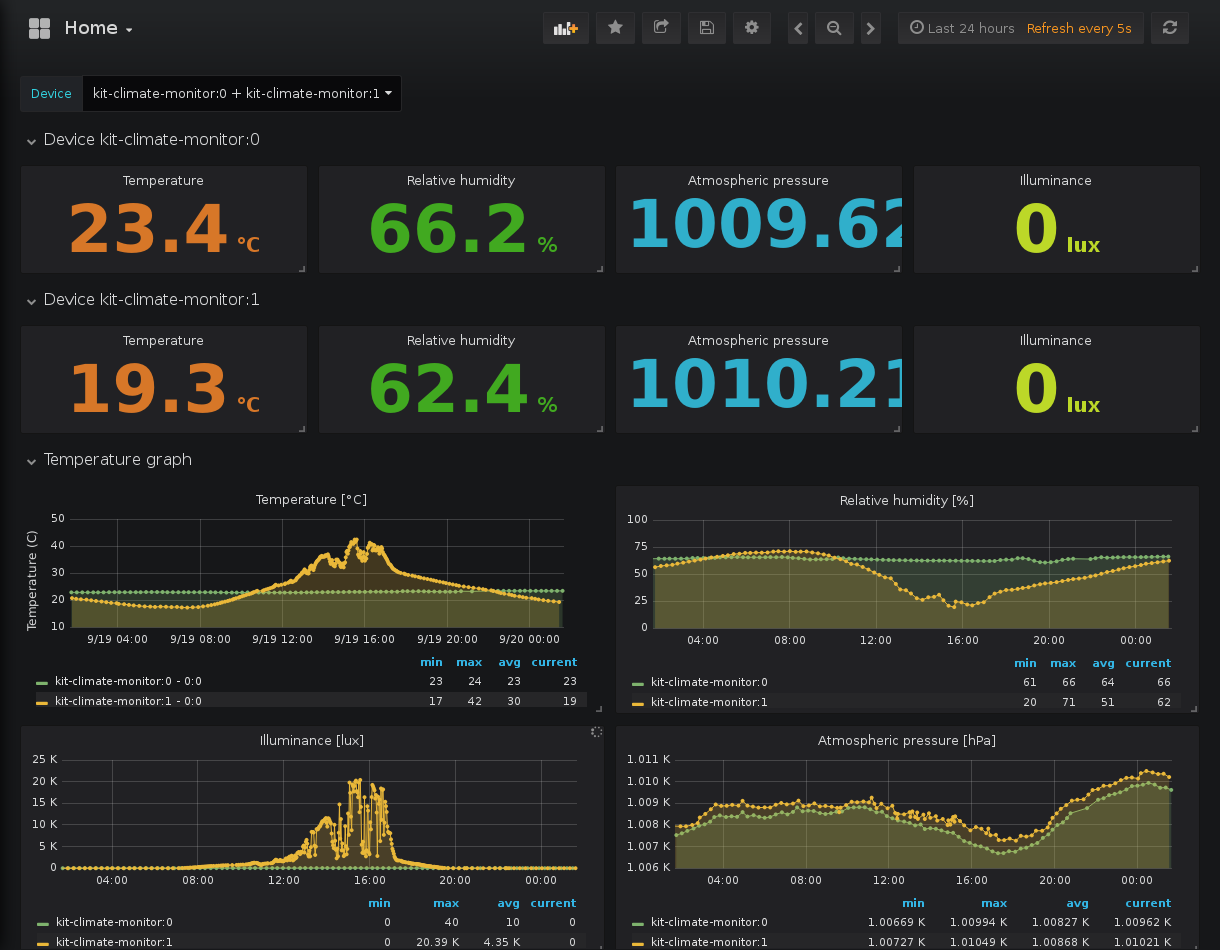 Home
Last 24 hours Refresh every 5s
Device kit-climate-monitor:0 + kit-climate-monitor:1
Device kit-climate-monitor:0
Temperature Relative humidity Atmospheric pressure Illuminance
23.4 °C 66.2 % 1009.62 0 lux
Device kit-climate-monitor:1
Temperature Relative humidity Atmospheric pressure Illuminance
19.3 °C 62.4 % 1010.21 0 lux
Temperature graph
Temperature [°C]
Temperature (C)
50
40
30
20
10
9/19 04:00 9/19 08:00 9/19 12:00 9/19 16:00 9/19 20:00 9/20 00:00
min max avg current
kit-climate-monitor:0 - 0:0 23 24 23 23
kit-climate-monitor:1 - 0:0 17 42 30 19
Relative humidity [%]
100
75
50
25
0
04:00 08:00 12:00 16:00 20:00 00:00
min max avg current
kit-climate-monitor:0 61 66 64 66
kit-climate-monitor:1 20 71 51 62
Illuminance [lux]
25 K
20 K
15 K
10 K
5 K
0
04:00 08:00 12:00 16:00 20:00 00:00
min max avg current
kit-climate-monitor:0 0 40 10 0
kit-climate-monitor:1 0 20.39 K 4.35 K 0
Atmospheric pressure [hPa]
1.011 K
1.010 K
1.009 K
1.008 K
1.007 K
1.006 K
04:00 08:00 12:00 16:00 20:00 00:00
min max avg current
kit-climate-monitor:0 1.00669 K 1.00994 K 1.00827 K 1.00962 K
kit-climate-monitor:1 1.00727 K 1.01049 K 1.00868 K 1.01021 K